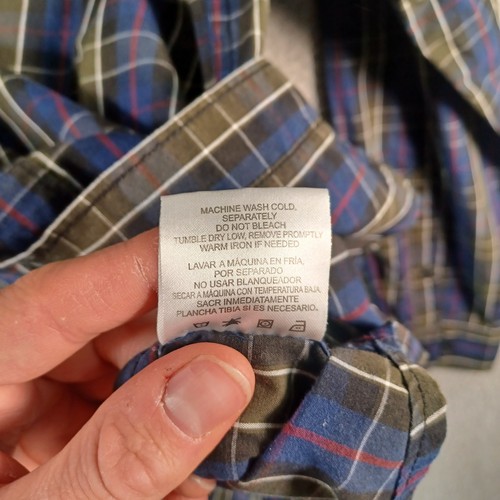 MACHINE WASH COLD,
SEPARATELY
DO NOT BLEACH
TUMBLE DRY LOW, REMOVE PROMPTLY
WARM IRON IF NEEDED
LAVAR A MÁQUINA EN FRÍA,
POR SEPARADO
NO USAR BLANQUEADOR
SECAR A MÁQUINA CON TEMPERATURA BAJA,
SACR INMEDIATAMENTE
PLANCHA TIBIA SI ES NECESARIO.